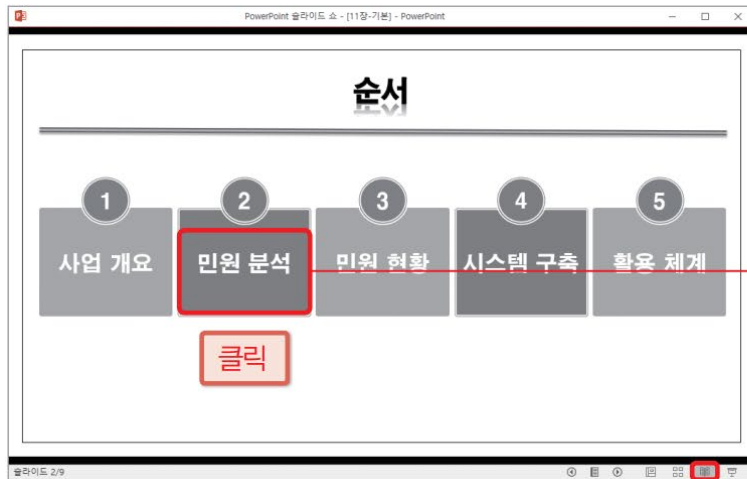 PowerPoint 슬라이드 쇼 - [11장-기본] - PowerPoint
순서
1 2 3 4 5
사업 개요 민원 분석 민원 현황 시스템 구축 활용 체계
클릭
슬라이드 2/9